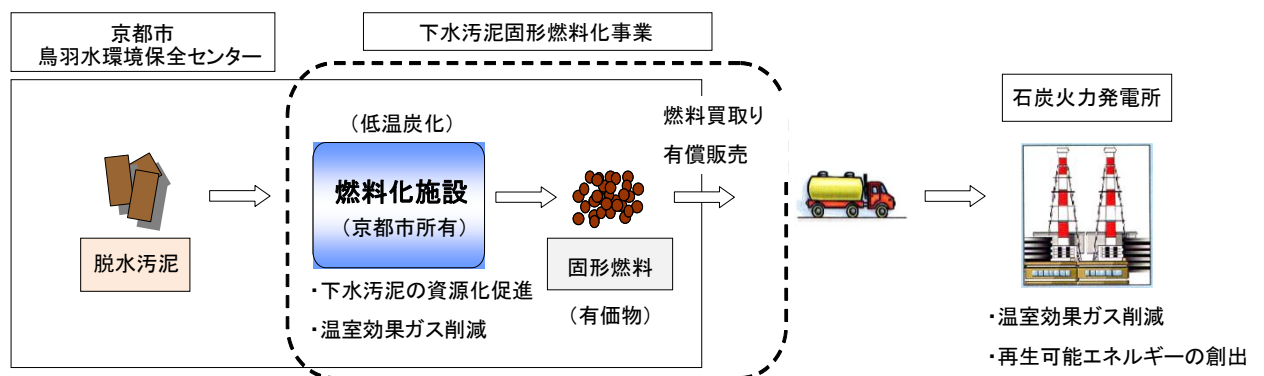 京都市
鳥羽水環境保全センター
下水汚泥固形燃料化事業
脱水汚泥
(低温炭化)
燃料化施設
(京都市所有)
・下水汚泥の資源化促進
・温室効果ガス削減
固形燃料
(有価物)
燃料買取り
有償販売
石炭火力発電所
・温室効果ガス削減
・再生可能エネルギーの創出